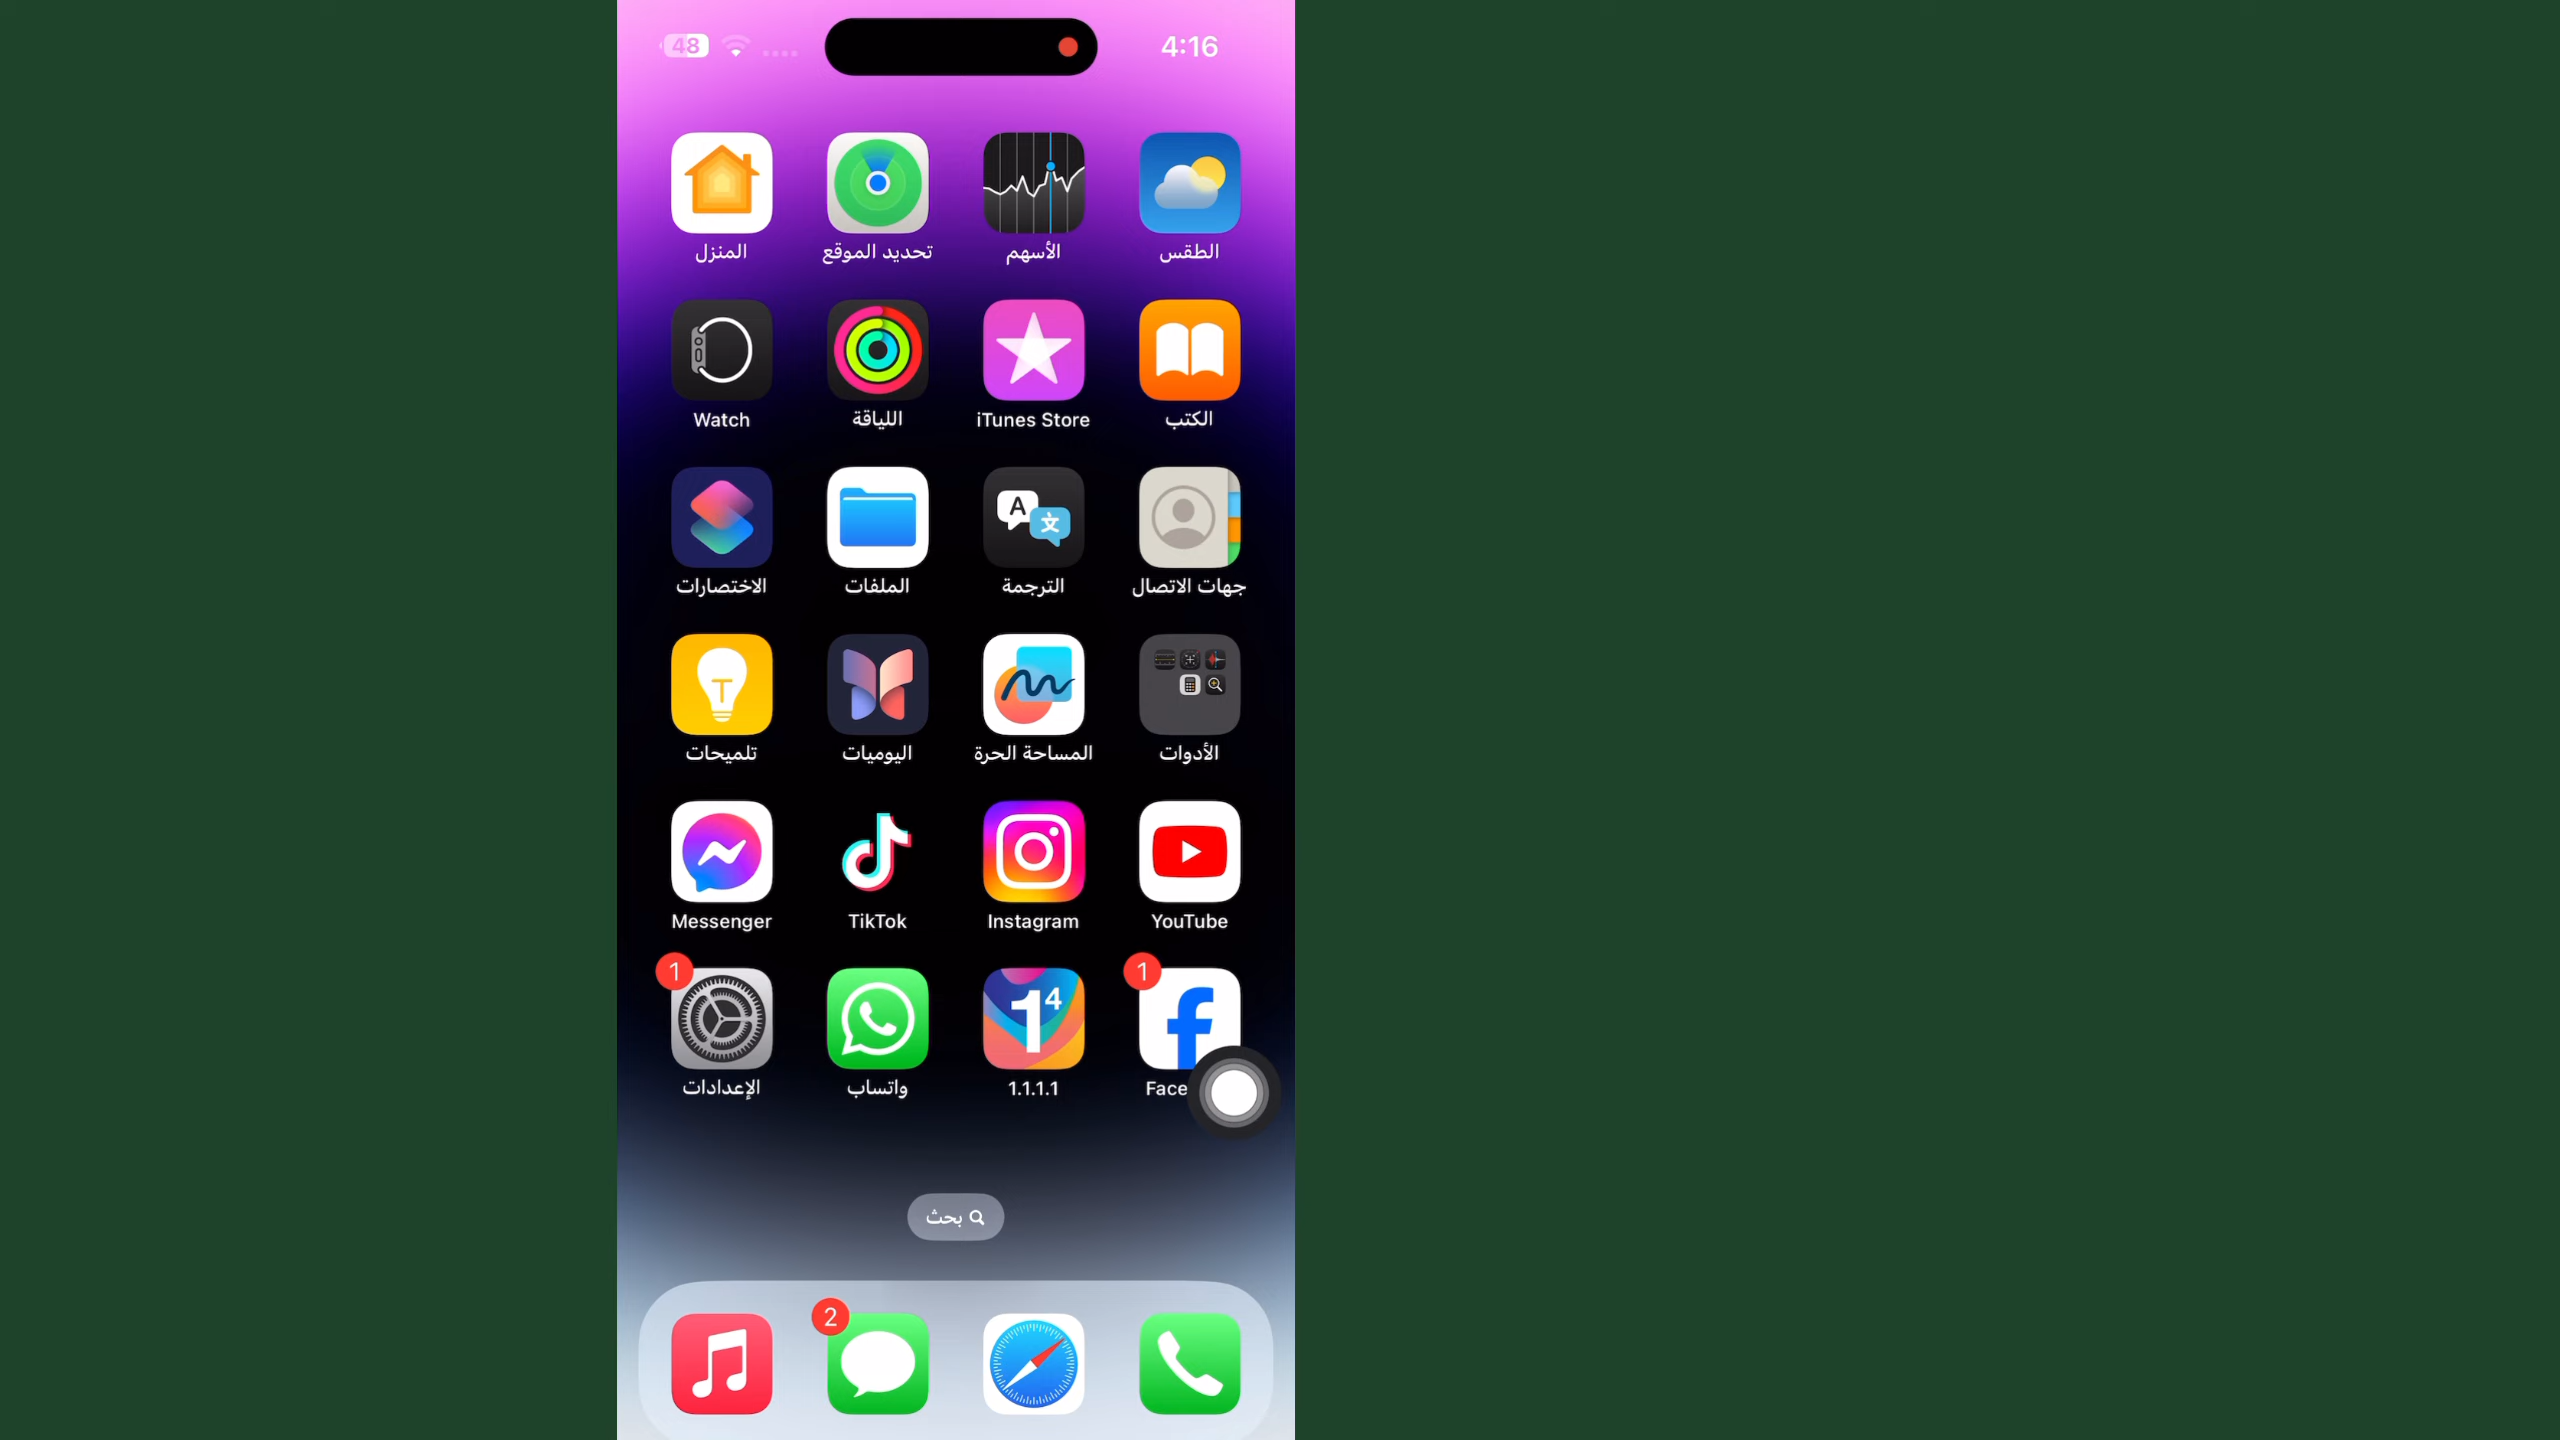 4:16
48
الطقس
الأسهم
تحديد الموقع
المنزل
الكتب
iTunes Store
اللياقة
Watch
جهات الاتصال
الترجمة
الملفات
الاختصارات
الأدوات
المساحة الحرة
اليوميات
تلميحات
YouTube
Instagram
TikTok
Messenger
1
1⁴
1
Face
1.1.1.1
واتساب
الإعدادات
بحث
2